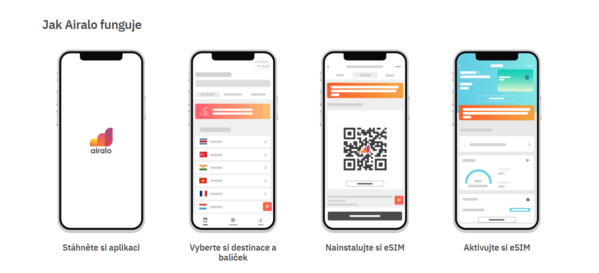 Jak Airalo funguje
airalo
Stáhněte si aplikaci
Vyberte si destinace a
balíček
Nainstalujte si eSIM
Aktivujte si eSIM